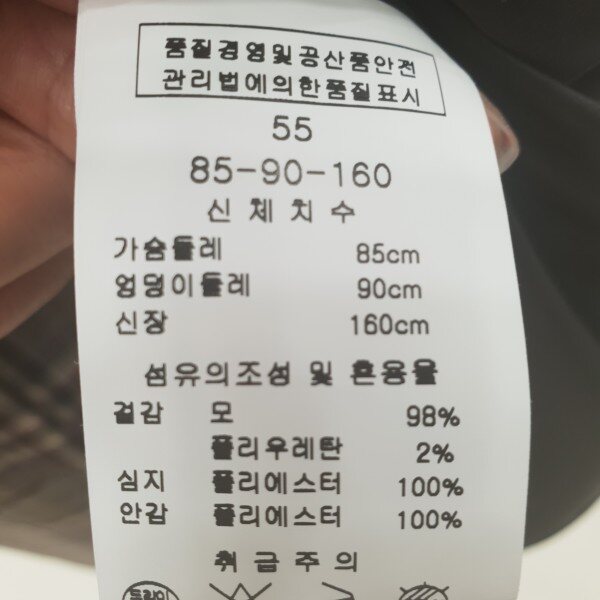 품질경영및공산품안전
관리법에의한품질표시
55
85-90-160
신체치수
가슴둘레 85cm
엉덩이둘레 90cm
신장 160cm
섬유의조성 및 혼용율
겉감 모 98%
폴리우레탄 2%
심지 폴리에스터 100%
안감 폴리에스터 100%
취급주의
드라이